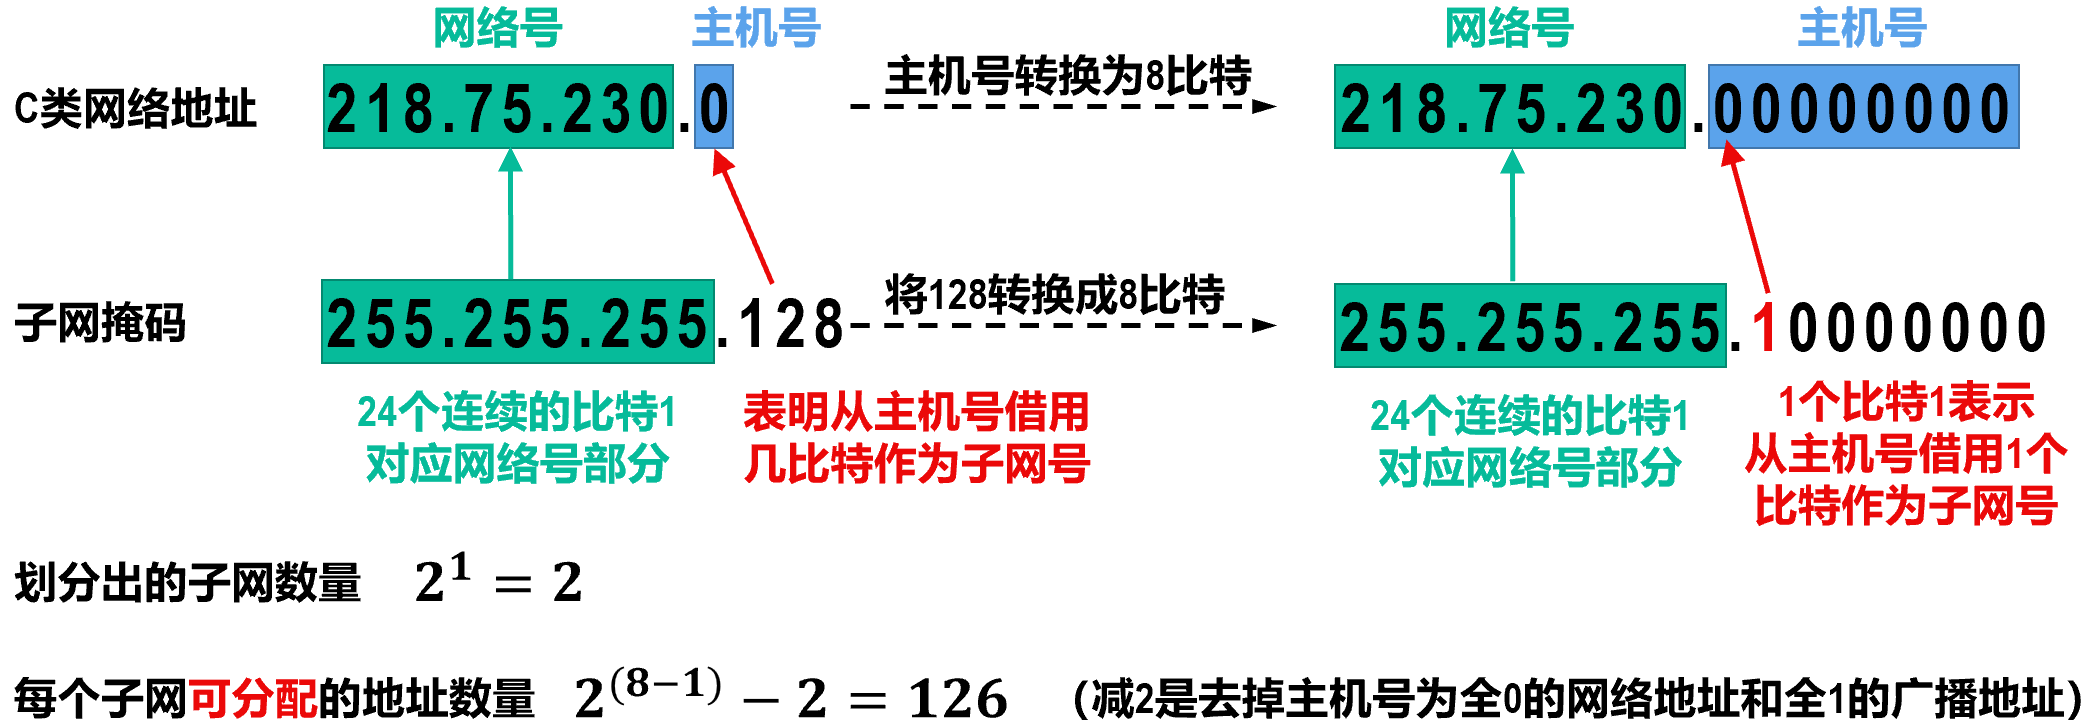 网络号 主机号 网络号 主机号
C类网络地址 218.75.230.0 主机号转换为8比特 218.75.230.00000000
子网掩码 255.255.255.128 将128转换成8比特 255.255.255.10000000
24个连续的比特1
对应网络号部分
表明从主机号借用
几比特作为子网号
24个连续的比特1
对应网络号部分
1个比特1表示
从主机号借用1个
比特作为子网号
划分出的子网数量 2^1 = 2
每个子网可分配的地址数量 2^(8−1) − 2 = 126 （减2是去掉主机号为全0的网络地址和全1的广播地址）